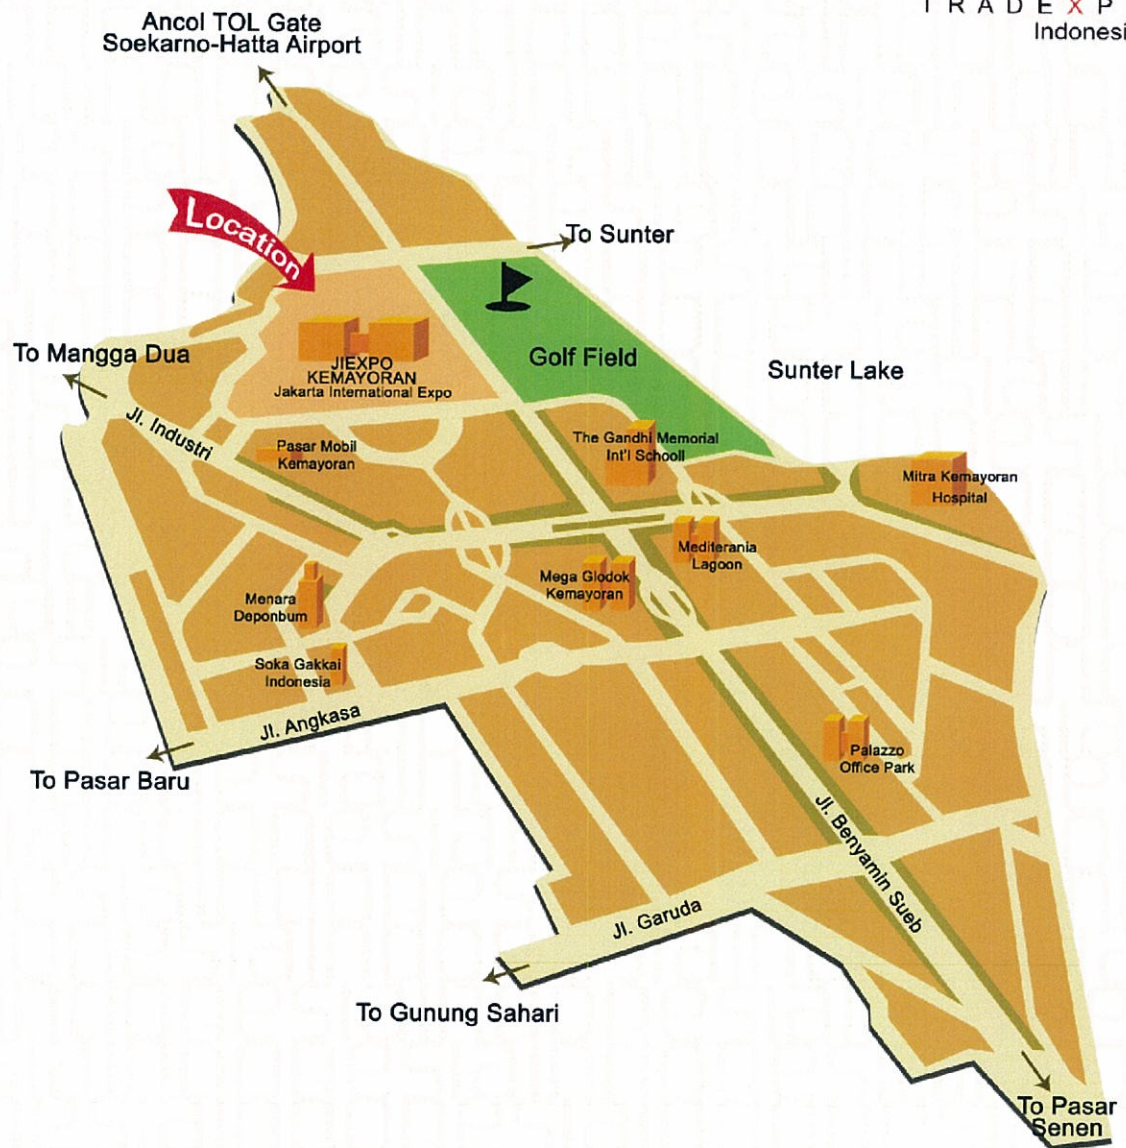 T R A D E X P
Indonesi
Ancol TOL Gate
Soekarno-Hatta Airport
Location
To Sunter
To Mangga Dua
Golf Field
Sunter Lake
JIEXPO
KEMAYORAN
Jakarta International Expo
Jl. Industri
Pasar Mobil
Kemayoran
The Gandhi Memorial
Int'l Schooll
Mitra Kemayoran
Hospital
Mediterania
Lagoon
Mega Glodok
Kemayoran
Menara
Deponbum
Soka Gakkai
Indonesia
Jl. Angkasa
To Pasar Baru
Palazzo
Office Park
Jl. Benyamin Sueb
Jl. Garuda
To Gunung Sahari
To Pasar
Senen